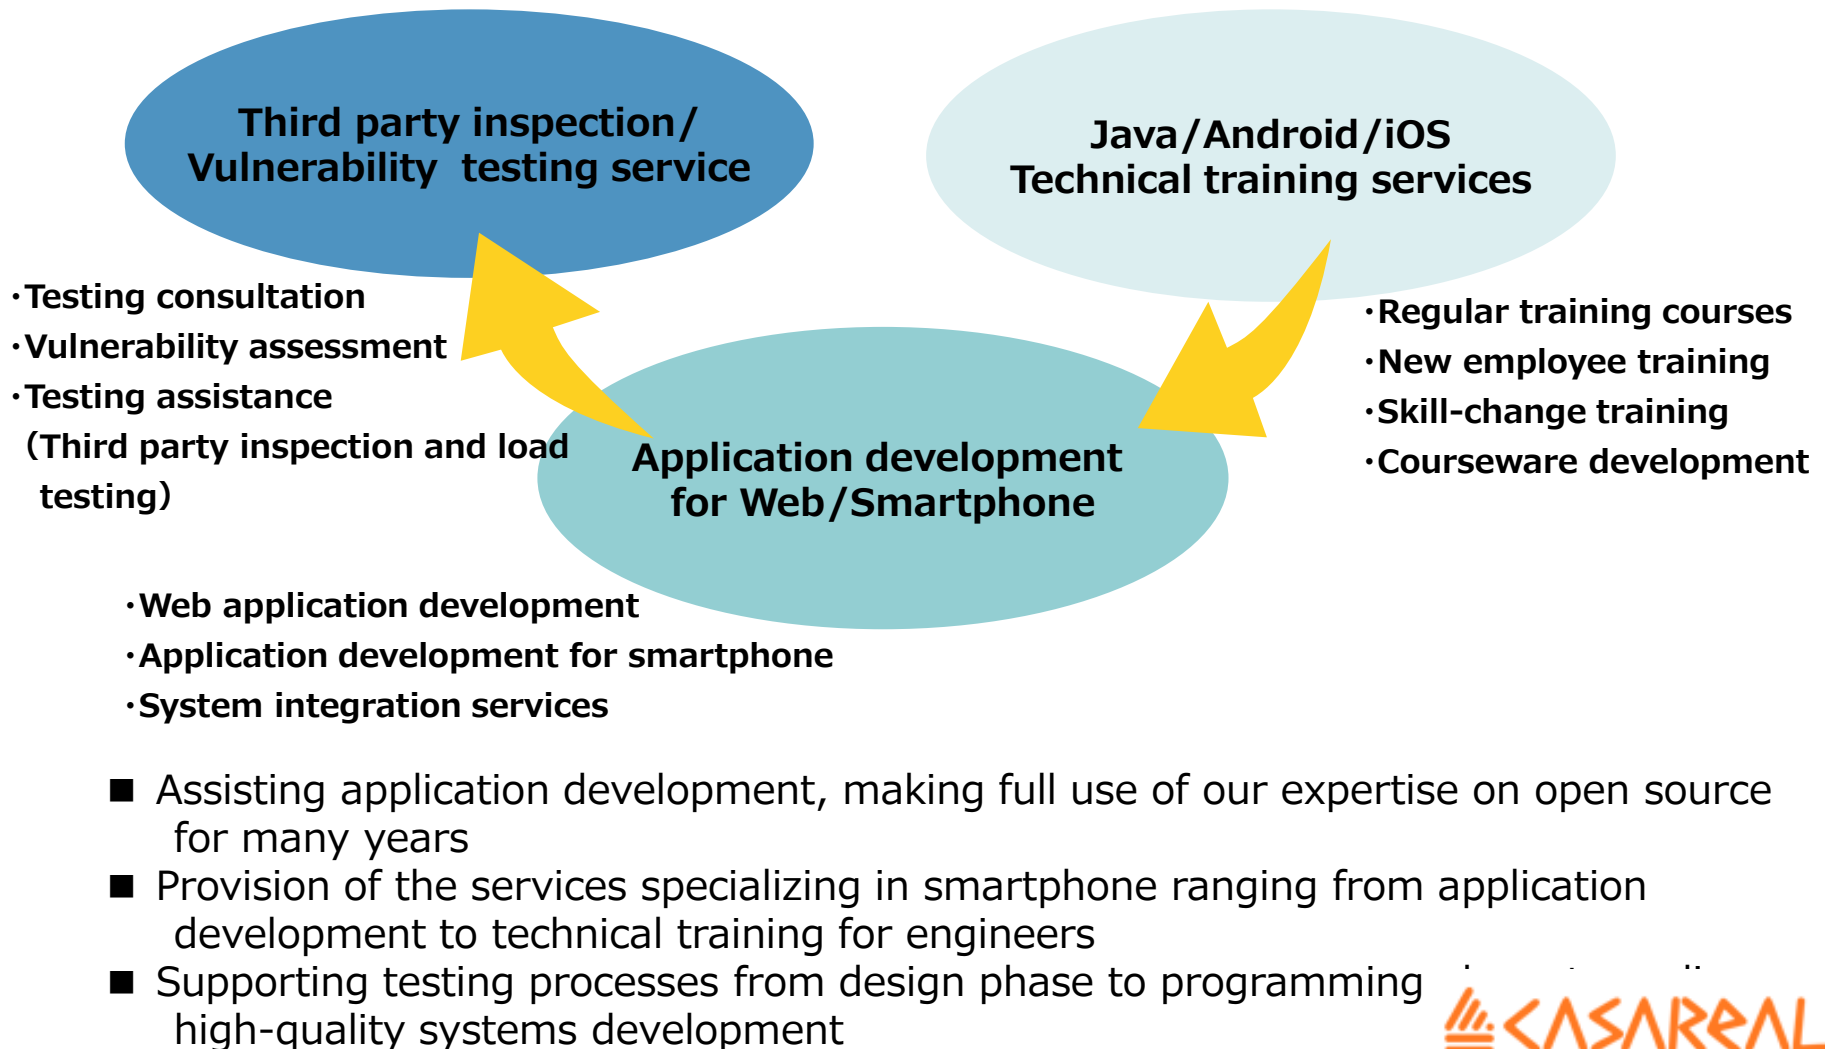 Third party inspection/
Vulnerability testing service
Java/Android/iOS
Technical training services
・Testing consultation
・Vulnerability assessment
・Testing assistance
(Third party inspection and load
testing)
・Regular training courses
・New employee training
・Skill-change training
・Courseware development
Application development
for Web/Smartphone
・Web application development
・Application development for smartphone
・System integration services
■ Assisting application development, making full use of our expertise on open source
for many years
■ Provision of the services specializing in smartphone ranging from application
development to technical training for engineers
■ Supporting testing processes from design phase to programming
high-quality systems development
CASAREAL